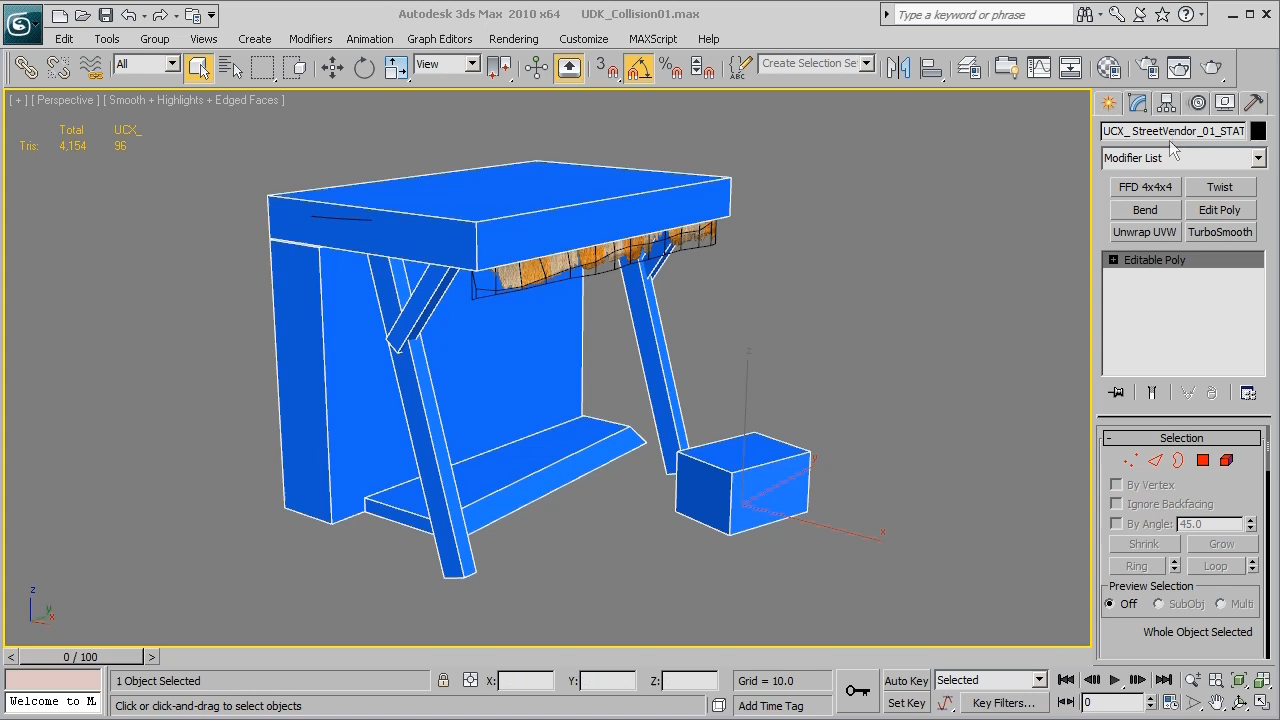 Autodesk 3ds Max 2010 x64 UDK_Collision01.max
Type a keyword or phrase
Edit Tools Group Views Create Modifiers Animation Graph Editors Rendering Customize MAXScript Help
All View Create Selection Se
[ + ] [ Perspective ] [ Smooth + Highlights + Edged Faces ]
Total UCX_
Tris: 4,154 96
UCX_StreetVendor_01_STAT
Modifier List
FFD 4x4x4 Twist
Bend Edit Poly
Unwrap UVW TurboSmooth
Editable Poly
Selection
By Vertex
Ignore Backfacing
By Angle: 45.0
Shrink Grow
Ring Loop
Preview Selection
Off SubObj Multi
Whole Object Selected
z
y
x
z
y
x
0 / 100
1 Object Selected X: Y: Z: Grid = 10.0 Auto Key Selected
Welcome to M Click or click-and-drag to select objects Add Time Tag Set Key Key Filters... 0